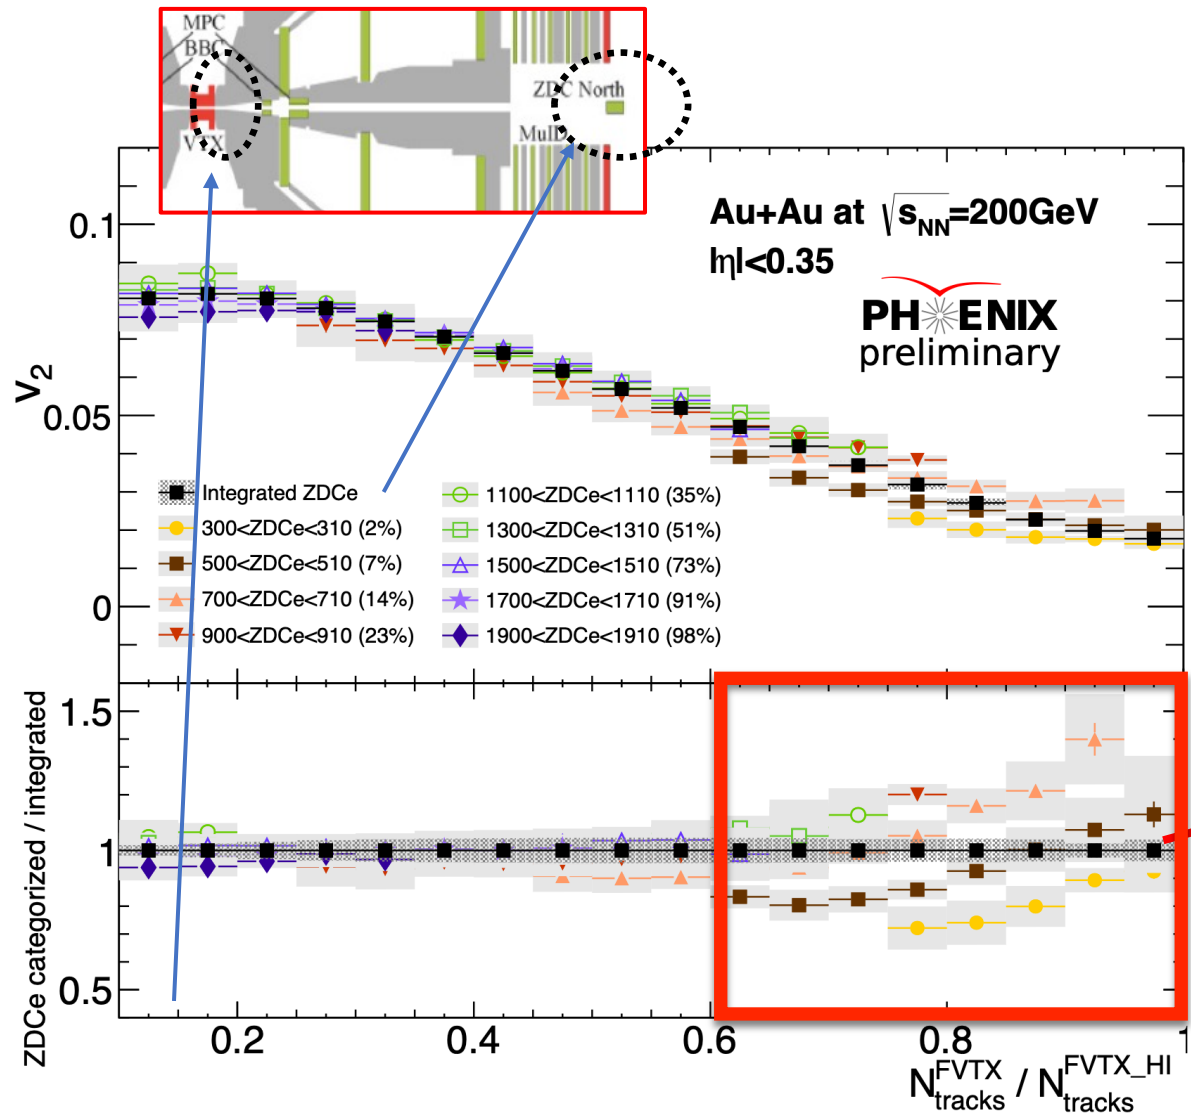 MPC
BBC
VTX
ZDC North
MuID
Au+Au at √sNN=200GeV
|η|<0.35
PHENIX
preliminary
v2
0.1
0.05
0
Integrated ZDCe
300<ZDCe<310 (2%)
500<ZDCe<510 (7%)
700<ZDCe<710 (14%)
900<ZDCe<910 (23%)
1100<ZDCe<1110 (35%)
1300<ZDCe<1310 (51%)
1500<ZDCe<1510 (73%)
1700<ZDCe<1710 (91%)
1900<ZDCe<1910 (98%)
ZDCe categorized / integrated
1.5
1
0.5
0.2
0.4
0.6
0.8
1
N FVTX tracks / N FVTX_HI tracks